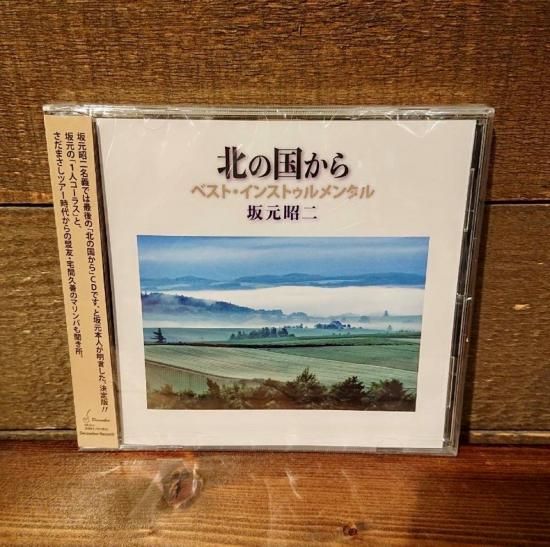 北の国から
ベスト・インストゥルメンタル
坂元昭二
坂元昭二名義では最後の「北の国から」CDです。と坂元本人が明言した、決定版!!
坂元の「1人コーラス」と、
さだまさしツアー時代からの盟友・宅間久善のマリンバも聞き所。
December
December Record